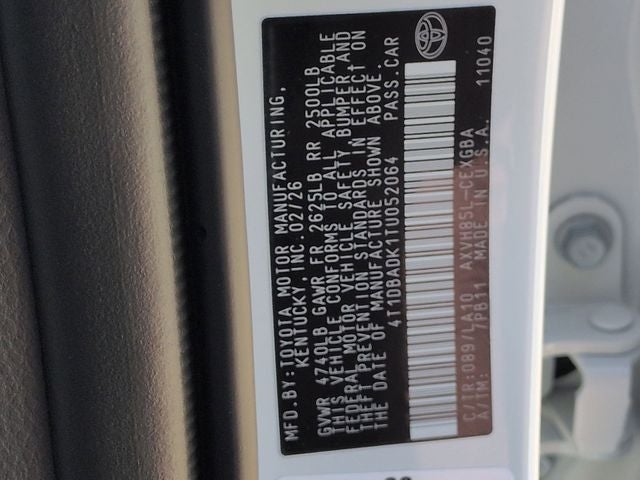 MFD.BY:TOYOTA MOTOR MANUFACTURING,
KENTUCKY, INC. 02/26
GVWR 4740LB GAWR FR 2625LB RR 2500LB
THIS VEHICLE CONFORMS TO ALL APPLICABLE
FEDERAL MOTOR VEHICLE SAFETY, BUMPER, AND
THEFT PREVENTION STANDARDS IN EFFECT ON
THE DATE OF MANUFACTURE SHOWN ABOVE.
4T1DBADK1TU052064 PASS.CAR
C/TR:089/LA30 AXVH85L-CEXGBA
A/TM: 7PB11 MADE IN U.S.A. 11040